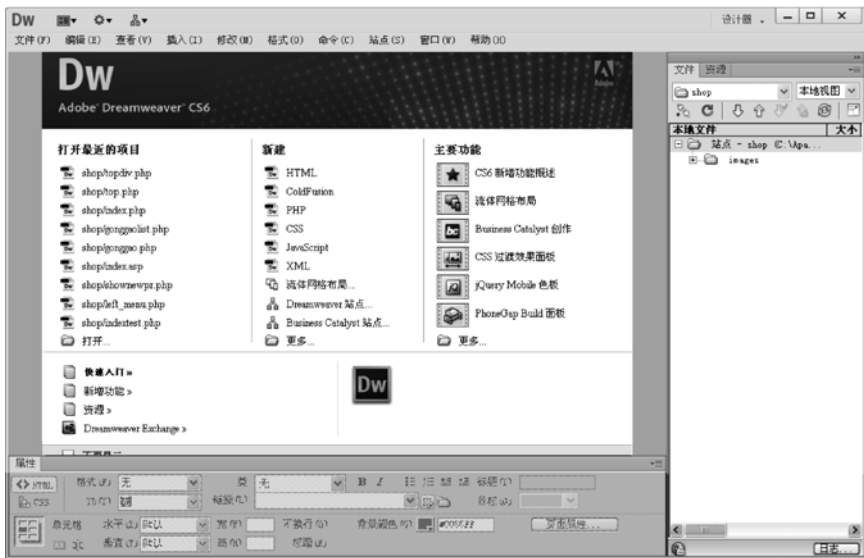 DW
设计器
文件(F) 编辑(E) 查看(V) 插入(I) 修改(M) 格式(O) 命令(C) 站点(S) 窗口(W) 帮助(H)
Dw
Adobe Dreamweaver CS6
Adobe
打开最近的项目
shop/topdiv.php
shop/top.php
shop/index.php
shop/gonggaolist.php
shop/gonggao.php
shop/index.asp
shop/shownewpr.php
shop/left_menu.php
shop/indextest.php
打开...
新建
HTML
ColdFusion
PHP
CSS
JavaScript
XML
流体网格布局...
Dreamweaver 站点...
Business Catalyst 站点...
更多...
主要功能
CS6 新增功能概述
流体网格布局
Business Catalyst 创作
CSS 过渡效果面板
jQuery Mobile 色板
PhoneGap Build 面板
更多...
快速入门 »
新增功能 »
资源 »
Dreamweaver Exchange »
Dw
文件 资源
shop 本地视图
本地文件 大小
站点 - shop (C:\Apa...
images
属性
<> HTML 格式(F) 无 类 无 B I 标题(T)
CSS ID(I) 无 链接(L) 目标(G)
单元格 水平(Z) 默认 宽(W) 不换行(O) 背景颜色(G) 页面属性...
垂直(T) 默认 高(H) 标题(E)
日志...